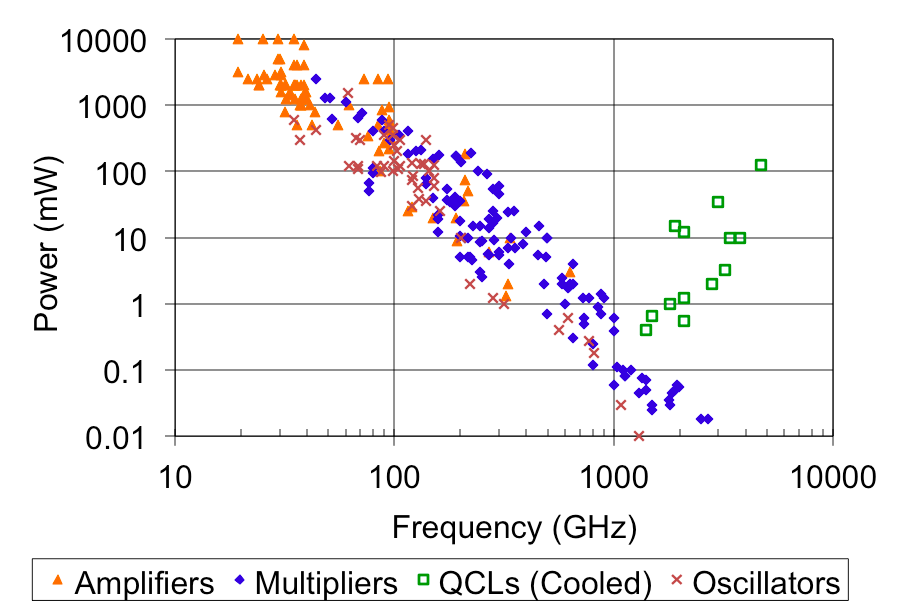 10000
1000
100
10
1
0.1
0.01
Power (mW)
10 100 1000 10000
Frequency (GHz)
Amplifiers Multipliers QCLs (Cooled) Oscillators